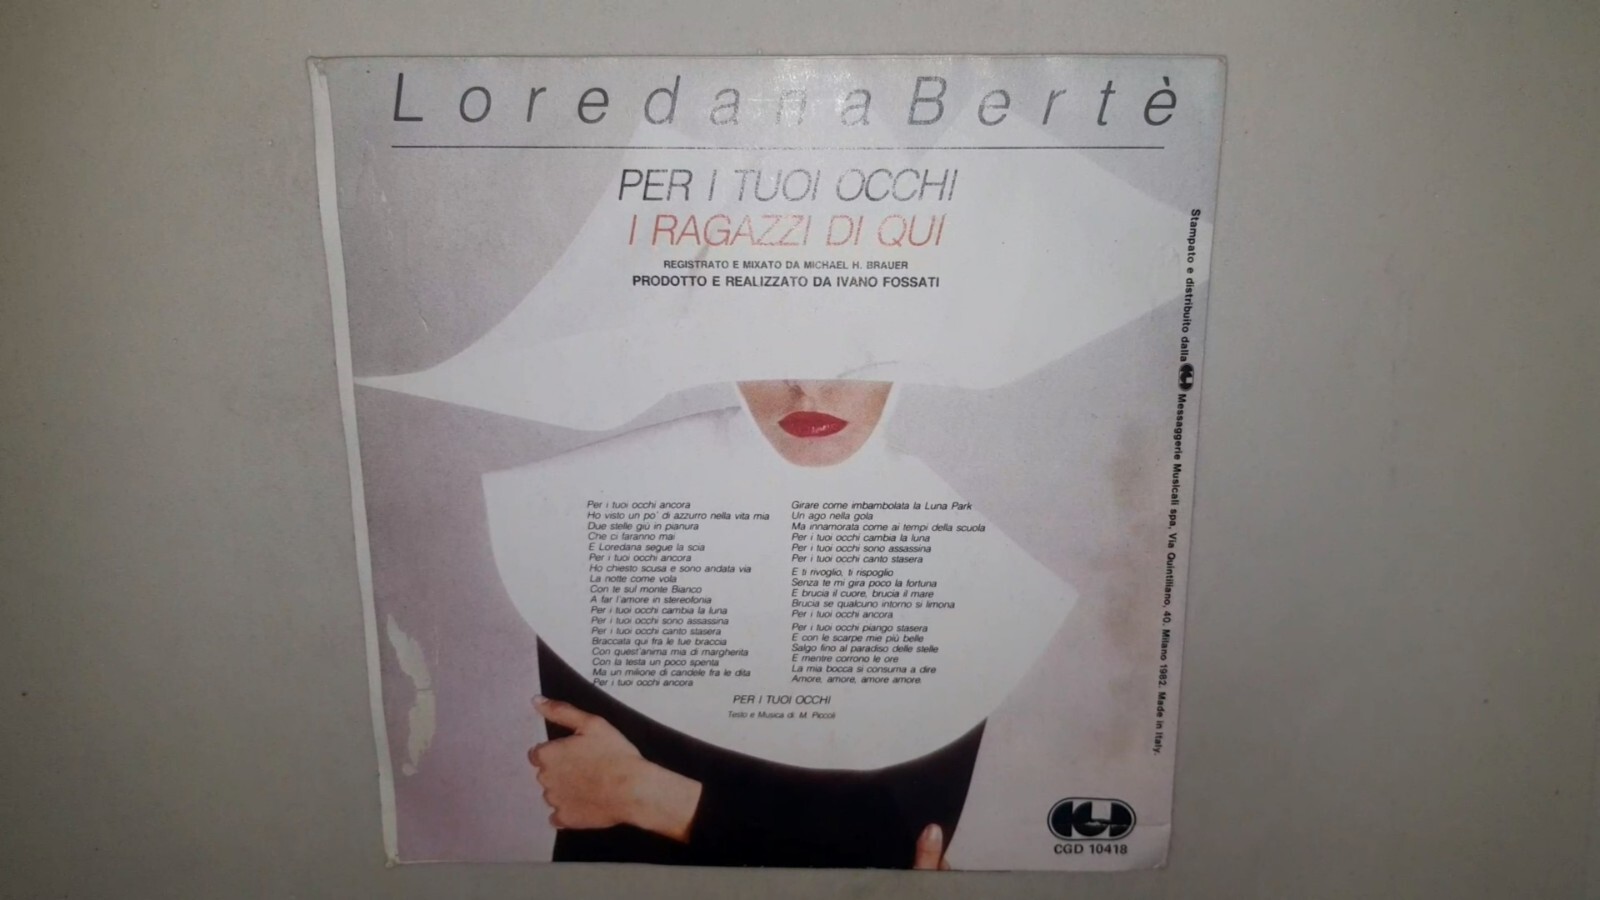 Loredana Bertè
PER I TUOI OCCHI
I RAGAZZI DI QUI
REGISTRATO E MIXATO DA MICHAEL H. BRAUER
PRODOTTO E REALIZZATO DA IVANO FOSSATI
Per i tuoi occhi ancora
Ho visto un po' di azzurro nella vita mia
Due stelle giù in pianura
Che ci faranno mai
E Loredana segue la scia
Per i tuoi occhi ancora
Ho chiesto scusa e sono andata via
La notte come vola
Con te sul monte Bianco
A far l'amore in stereofonia
Per i tuoi occhi cambia la luna
Per i tuoi occhi sono assassina
Per i tuoi occhi canto stasera
Braccata qui fra le tue braccia
Con quest'anima mia di margherita
Con la testa un poco spenta
Ma un milione di candele fra le dita
Per i tuoi occhi ancora
Girare come imbambolata la Luna Park
Un ago nella gola
Ma innamorata come ai tempi della scuola
Per i tuoi occhi cambia la luna
Per i tuoi occhi sono assassina
Per i tuoi occhi canto stasera
E ti rivoglio, ti rispoglio
Senza te mi gira poco la fortuna
E brucia il cuore, brucia il mare
Brucia se qualcuno intorno si limona
Per i tuoi occhi ancora
Per i tuoi occhi piango stasera
E con le scarpe mie più belle
Salgo fino al paradiso delle stelle
E mentre corrono le ore
La mia bocca si consuma a dire
Amore, amore, amore amore.
PER I TUOI OCCHI
Testo e Musica di: M. Piccoli
Stampato e distribuito dalla CGD Messaggerie Musicali spa, Via Quintiliano, 40. Milano 1982. Made in Italy.
CGD
CGD 10418